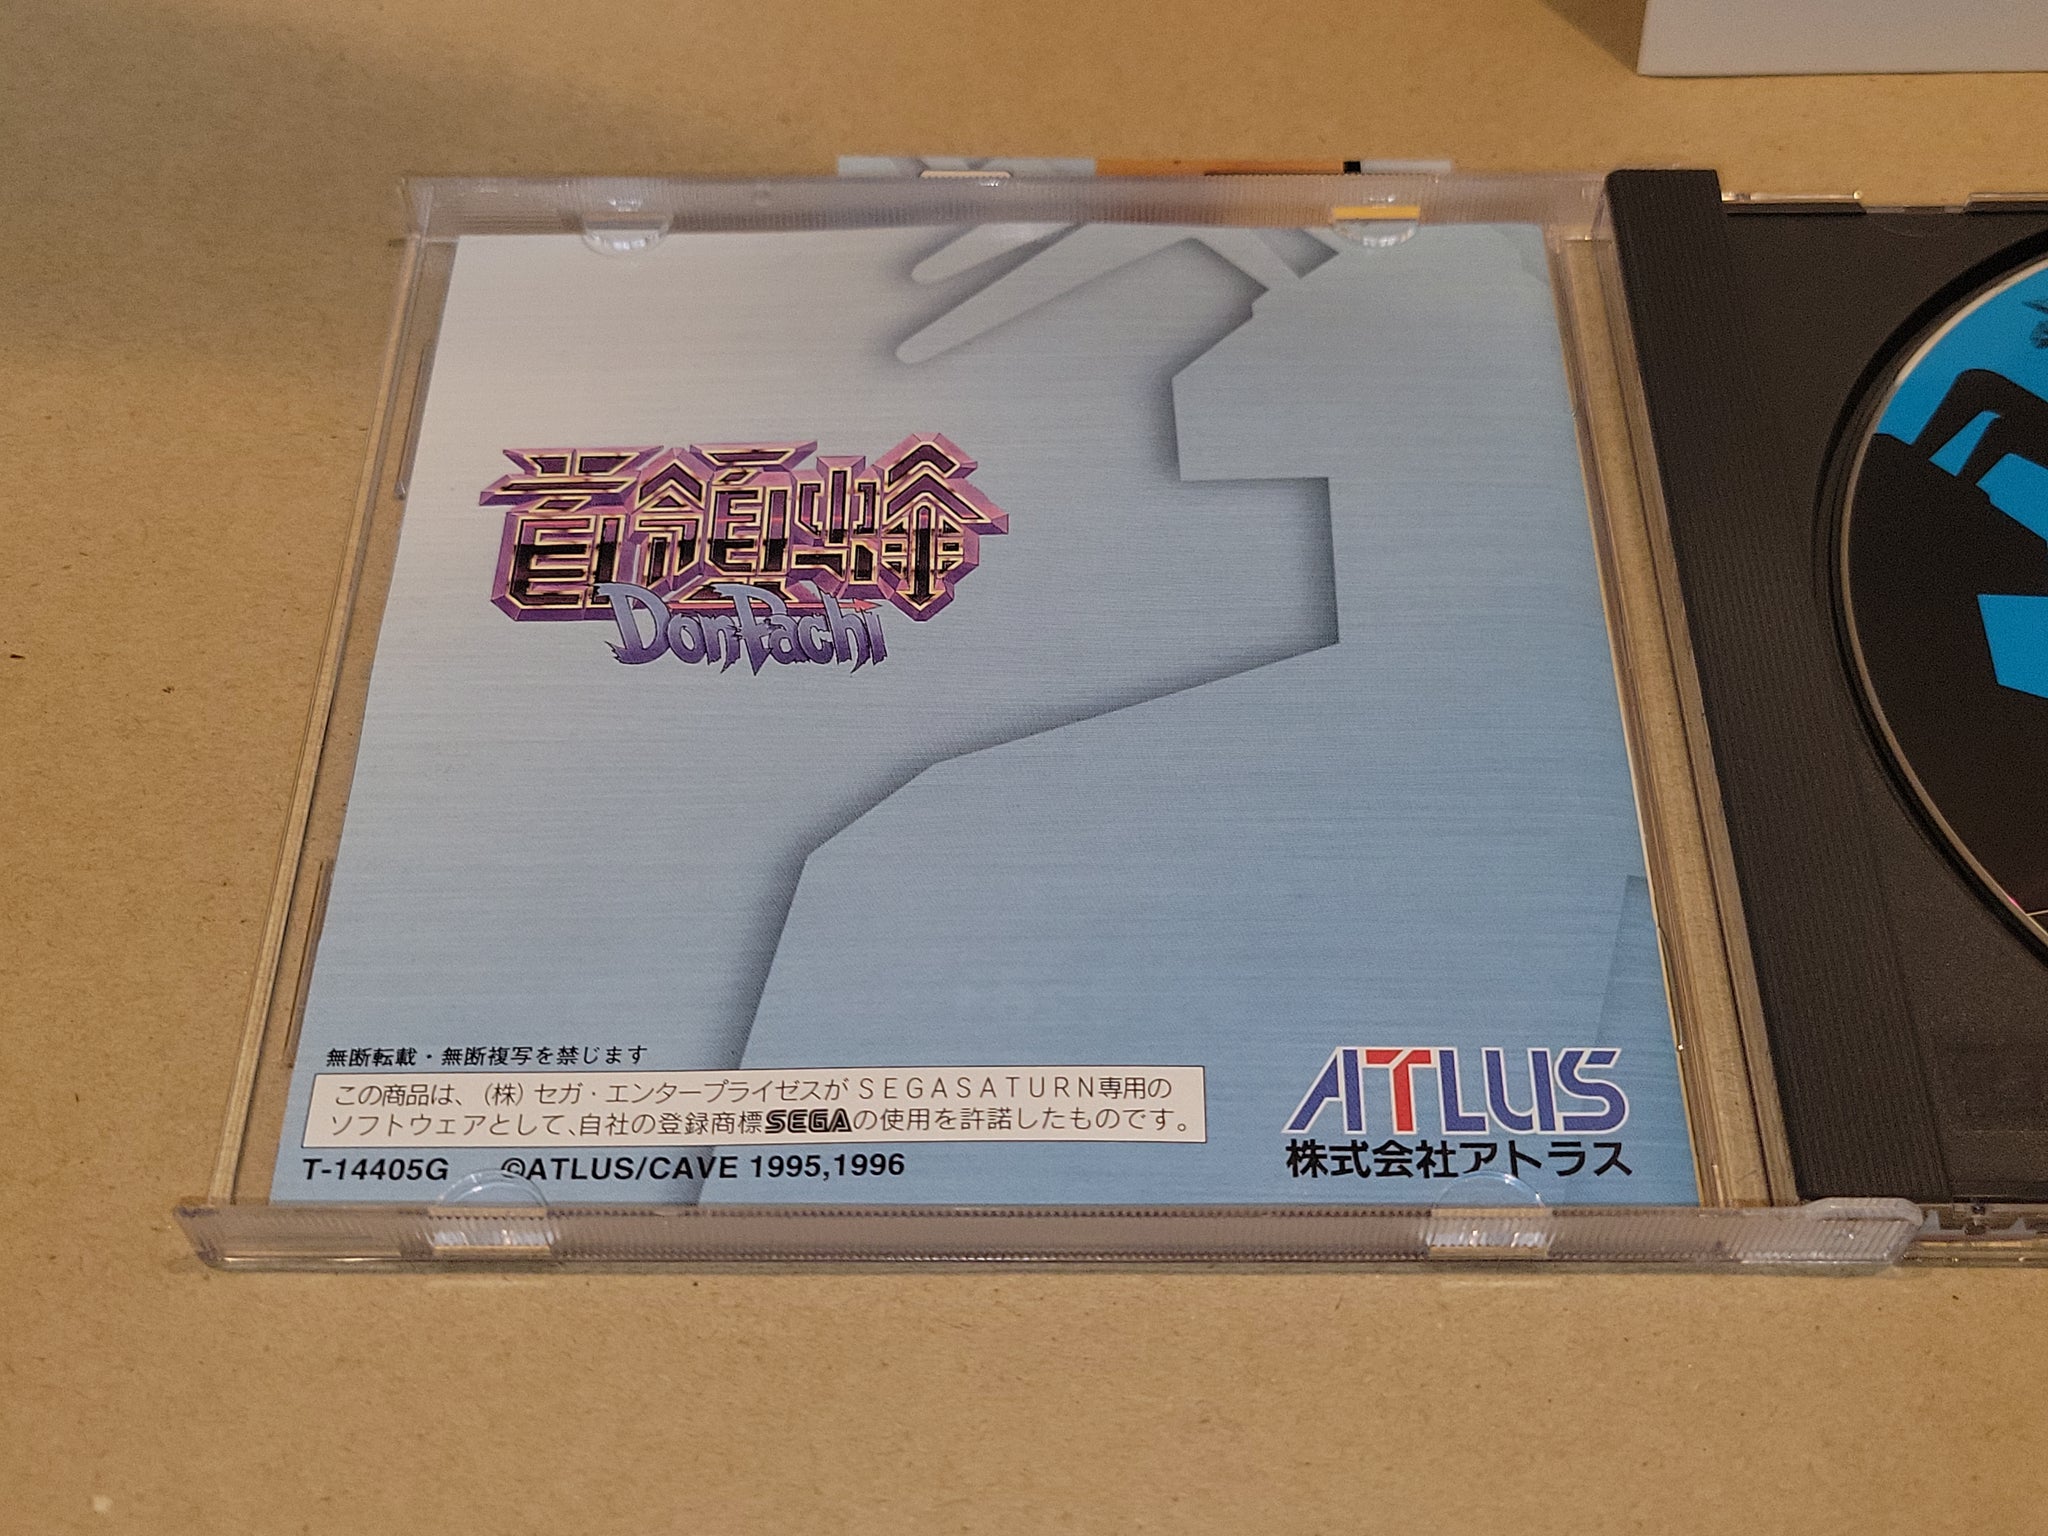 首領蜂
DonPachi
無断転載・無断複写を禁じます
この商品は、(株)セガ・エンタープライゼスがSEGASATURN専用の
ソフトウェアとして、自社の登録商標SEGAの使用を許諾したものです。
T-14405G ©ATLUS/CAVE 1995,1996
ATLUS
株式会社アトラス